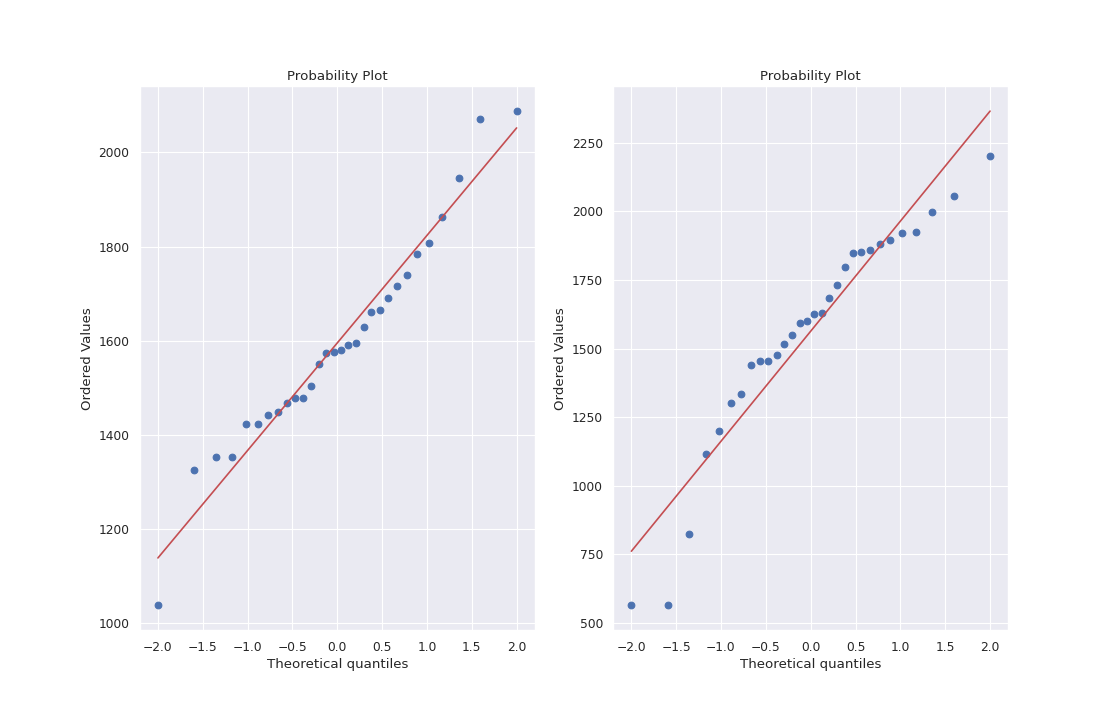 Probability Plot
Ordered Values
2000
1800
1600
1400
1200
1000
−2.0 −1.5 −1.0 −0.5 0.0 0.5 1.0 1.5 2.0
Theoretical quantiles
Probability Plot
Ordered Values
2250
2000
1750
1500
1250
1000
750
500
−2.0 −1.5 −1.0 −0.5 0.0 0.5 1.0 1.5 2.0
Theoretical quantiles